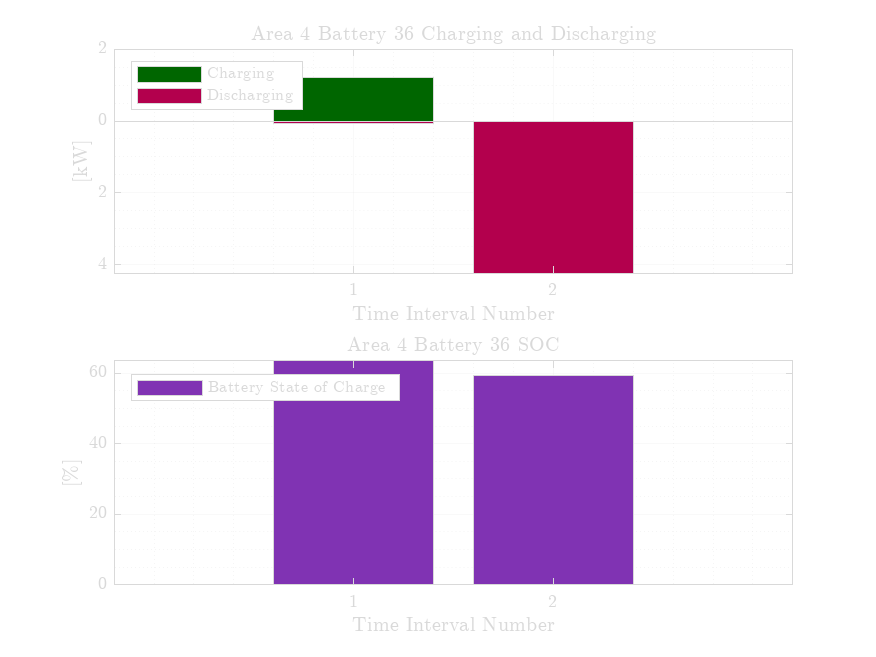 Area 4 Battery 36 Charging and Discharging
2
Charging
Discharging
0
[kW]
2
4
1
2
Time Interval Number
Area 4 Battery 36 SOC
60
Battery State of Charge
40
[%]
20
0
1
2
Time Interval Number